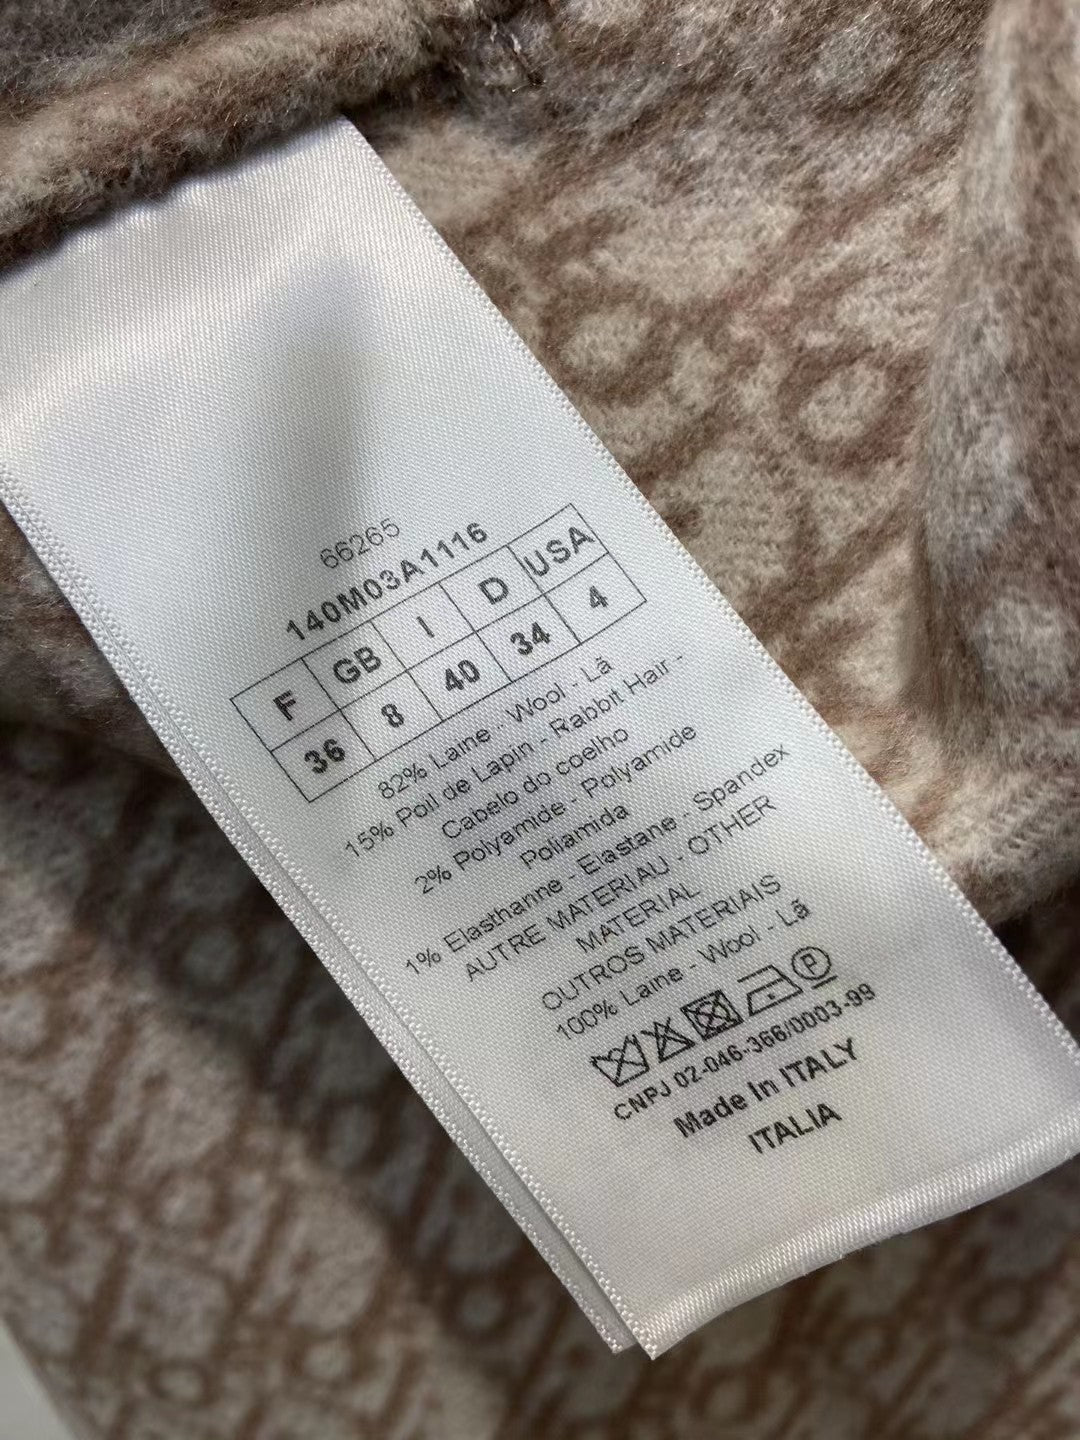 66265
140M03A1116
F GB I D USA
36 8 40 34 4
82% Laine - Wool - Lã
15% Poil de Lapin - Rabbit Hair -
Cabelo do coelho
2% Polyamide - Polyamide
Poliamida
1% Elasthanne - Elastane - Spandex
AUTRE MATERIAU - OTHER
MATERIAL
OUTROS MATERIAIS
100% Laine - Wool - Lã
P
CNPJ 02-046-366/0003-99
Made In ITALY
ITALIA